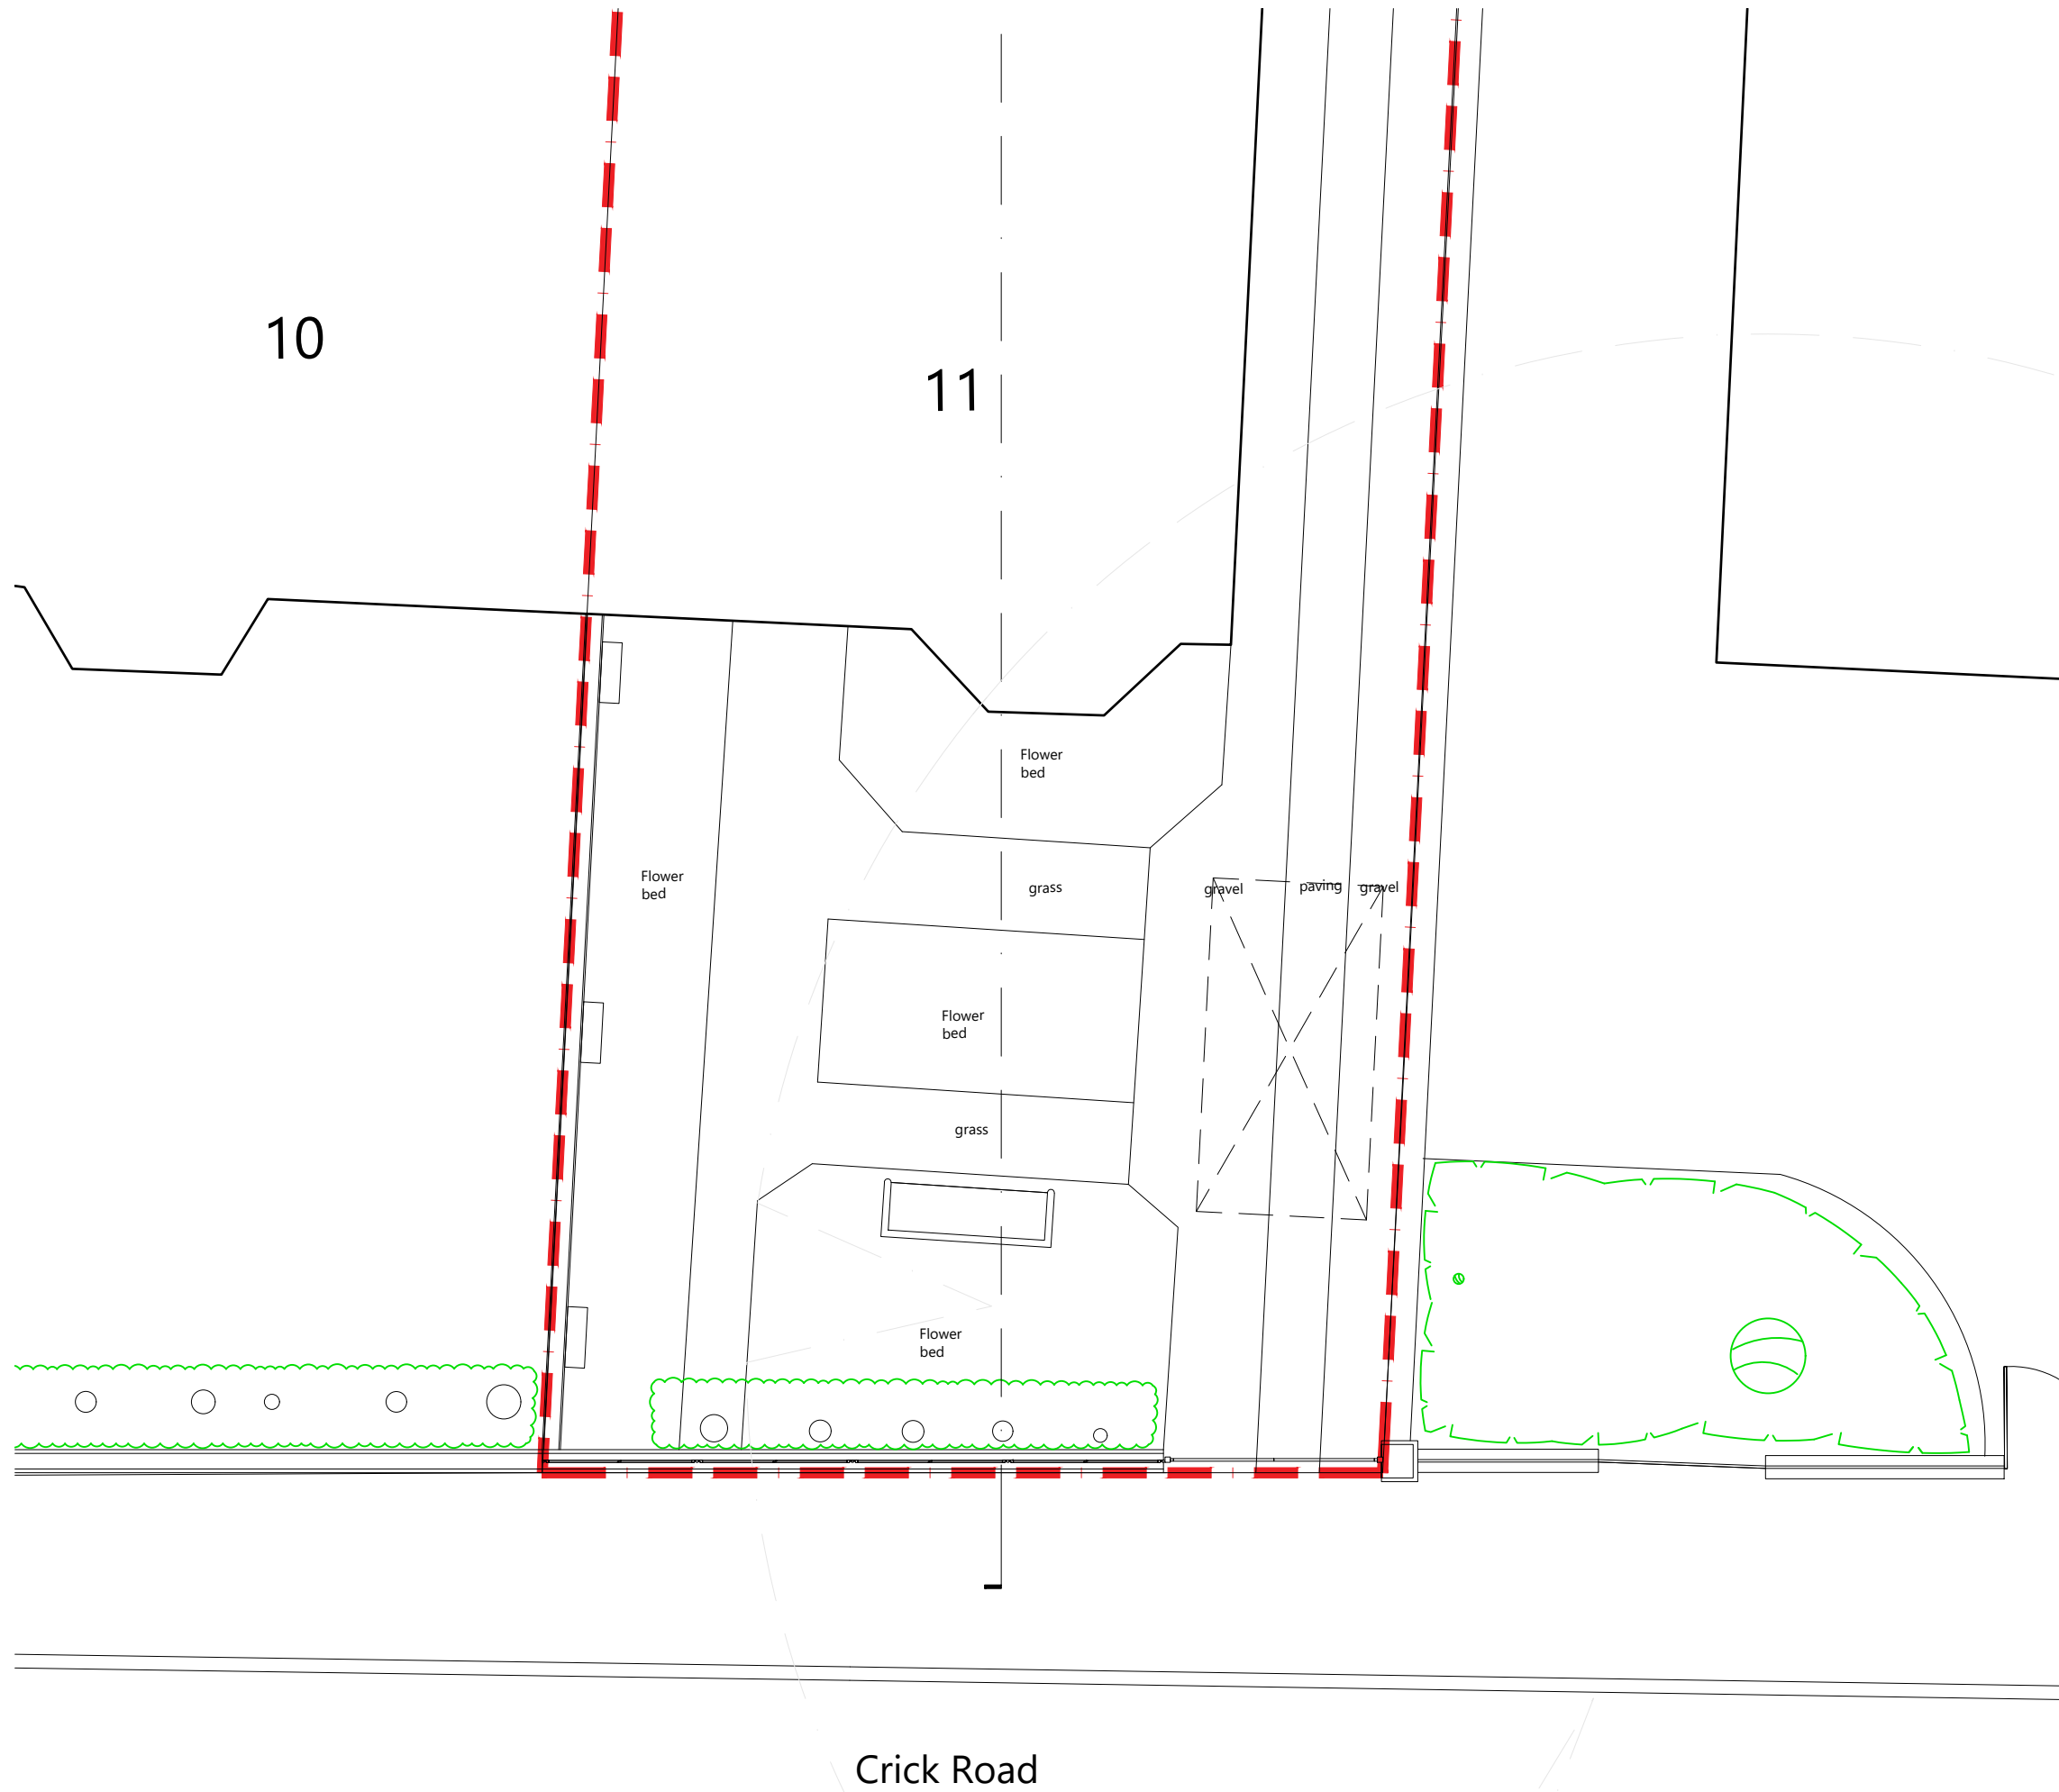 10
11
Flower
bed
Flower
bed
grass
gravel
paving
gravel
Flower
bed
grass
Flower
bed
Crick Road